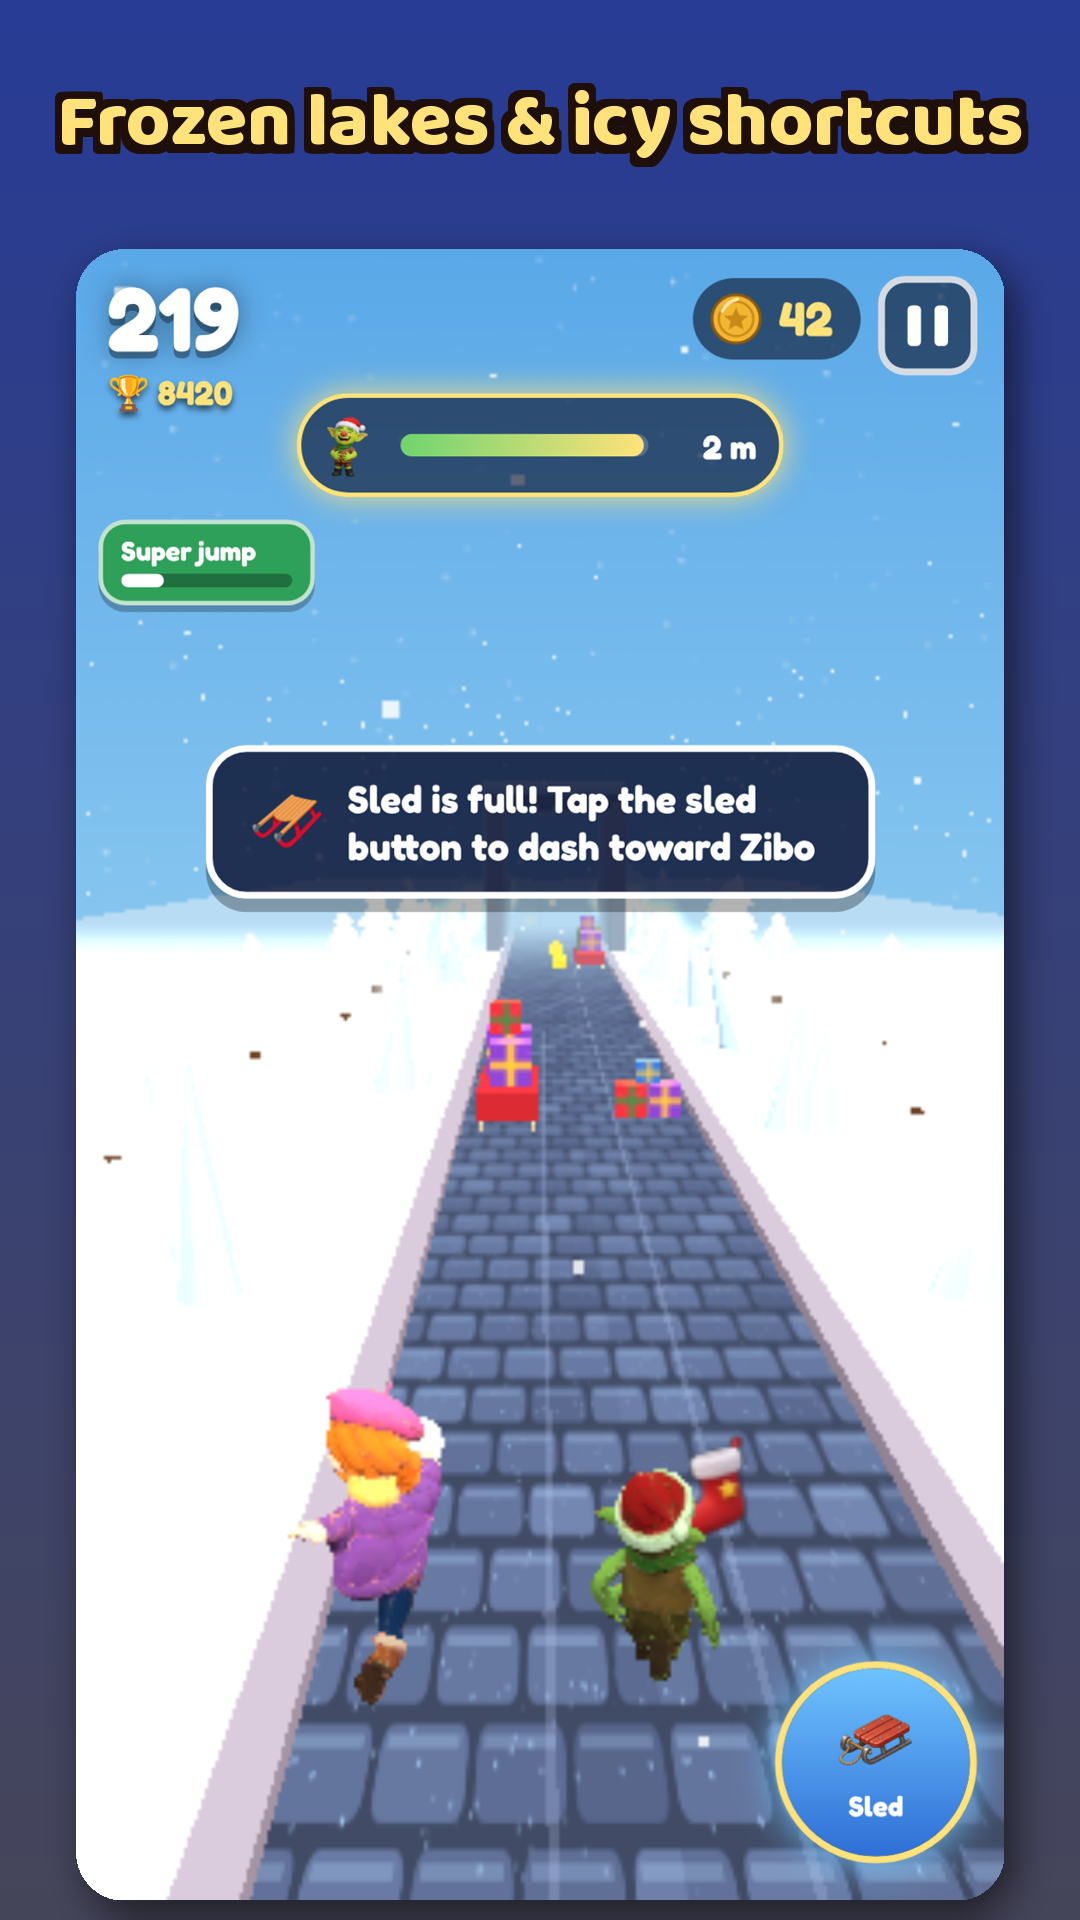 Frozen lakes & icy shortcuts
219
42
8420
2 m
Super jump
Sled is full! Tap the sled
button to dash toward Zibo
Sled